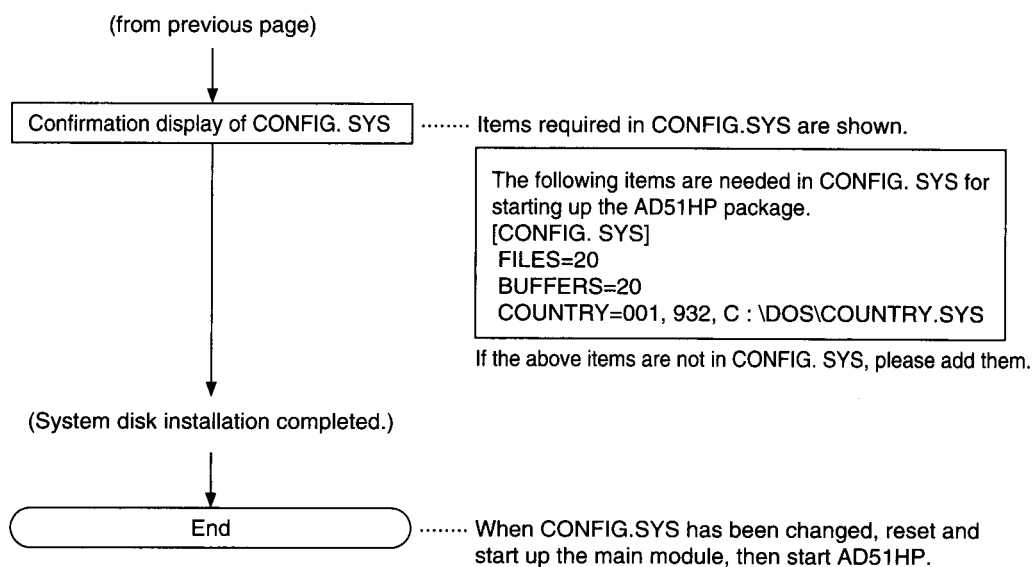 (from previous page)
Confirmation display of CONFIG. SYS ········ Items required in CONFIG.SYS are shown.
The following items are needed in CONFIG. SYS for
starting up the AD51HP package.
[CONFIG. SYS]
FILES=20
BUFFERS=20
COUNTRY=001, 932, C : \DOS\COUNTRY.SYS
If the above items are not in CONFIG. SYS, please add them.
(System disk installation completed.)
End ········ When CONFIG.SYS has been changed, reset and
start up the main module, then start AD51HP.